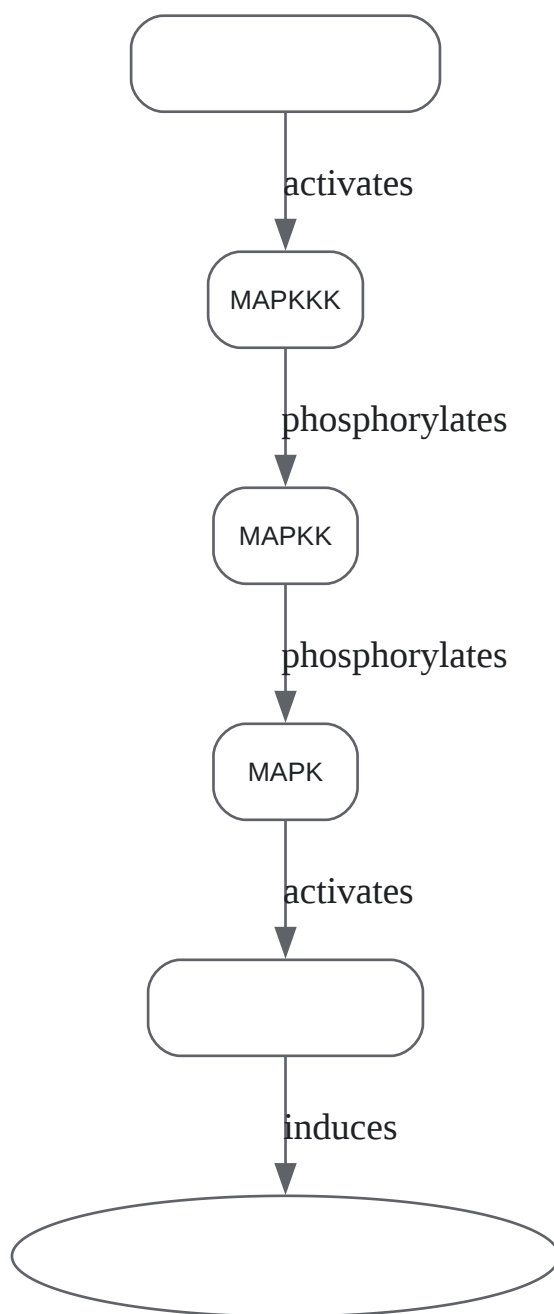 activates
MAPKKK
phosphorylates
MAPKK
phosphorylates
MAPK
activates
induces